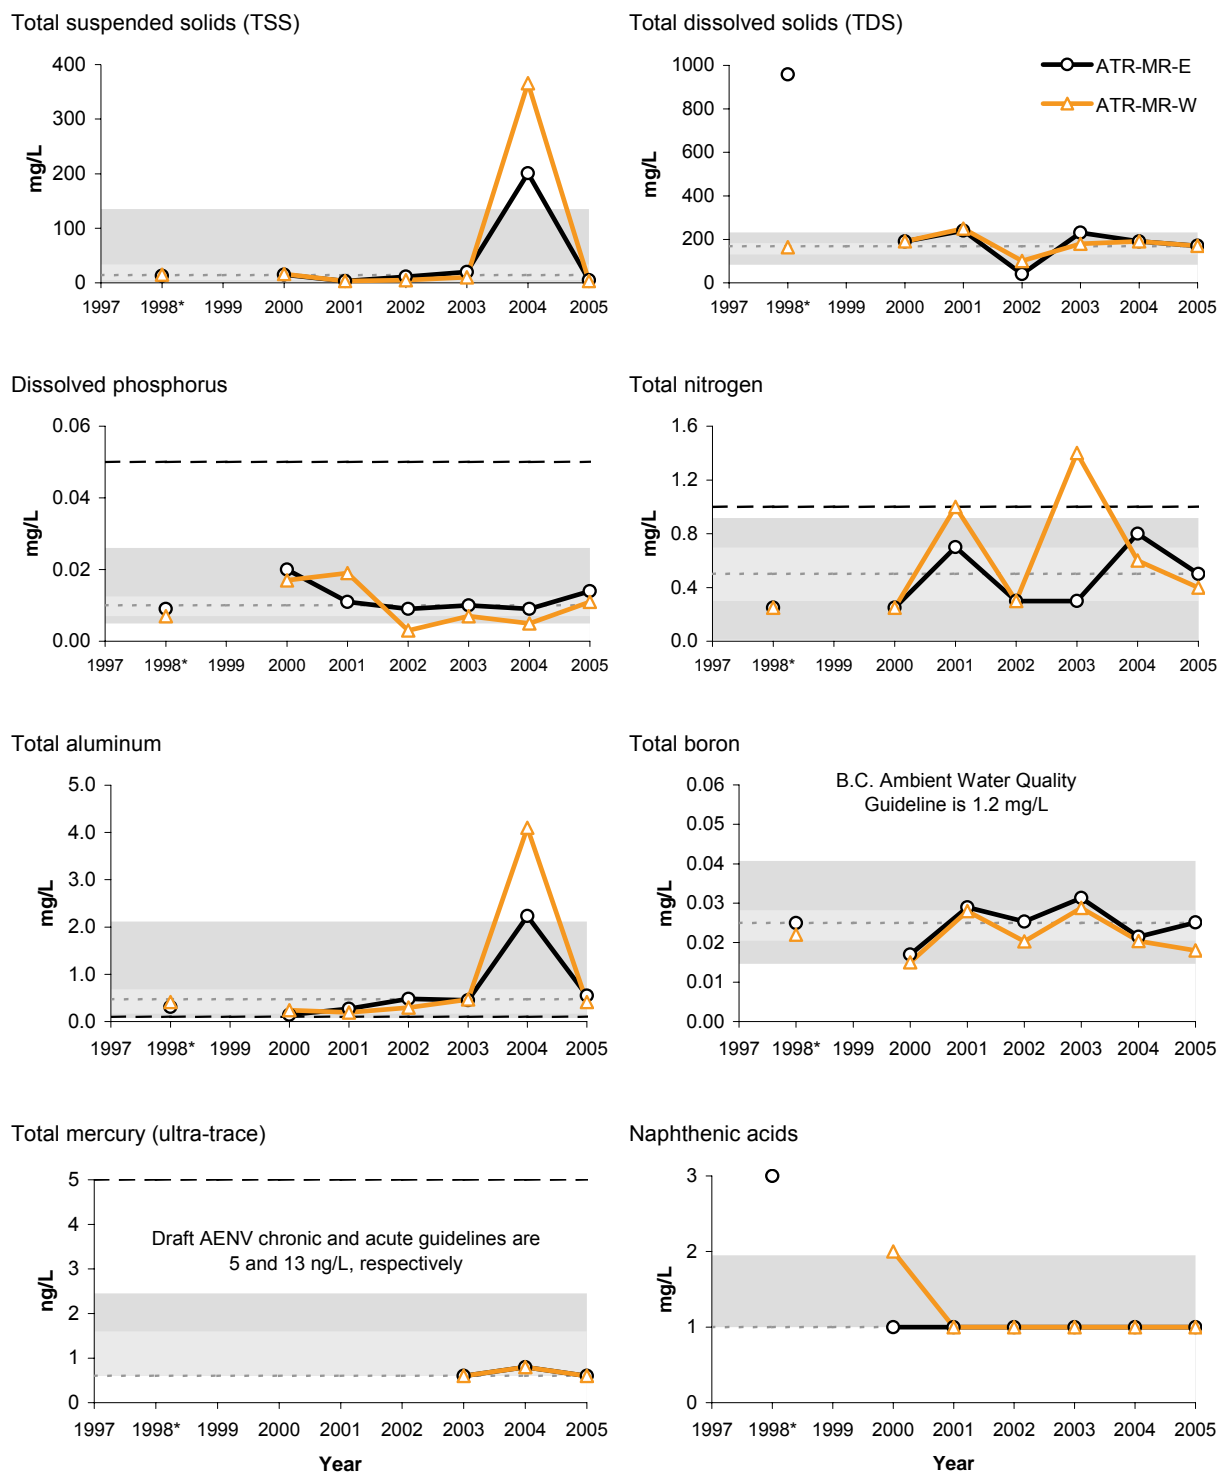 Total suspended solids (TSS)
400
300
200
100
0
mg/L
1997 1998* 1999 2000 2001 2002 2003 2004 2005
Total dissolved solids (TDS)
1000
800
600
400
200
0
mg/L
ATR-MR-E
ATR-MR-W
1997 1998* 1999 2000 2001 2002 2003 2004 2005
Dissolved phosphorus
0.06
0.04
0.02
0.00
mg/L
1997 1998* 1999 2000 2001 2002 2003 2004 2005
Total nitrogen
1.6
1.2
0.8
0.4
0.0
mg/L
1997 1998* 1999 2000 2001 2002 2003 2004 2005
Total aluminum
5.0
4.0
3.0
2.0
1.0
0.0
mg/L
1997 1998* 1999 2000 2001 2002 2003 2004 2005
Total boron
0.06
0.05
0.04
0.03
0.02
0.01
0.00
mg/L
B.C. Ambient Water Quality
Guideline is 1.2 mg/L
1997 1998* 1999 2000 2001 2002 2003 2004 2005
Total mercury (ultra-trace)
5
4
3
2
1
0
ng/L
Draft AENV chronic and acute guidelines are
5 and 13 ng/L, respectively
1997 1998* 1999 2000 2001 2002 2003 2004 2005
Year
Naphthenic acids
3
2
1
0
mg/L
1997 1998* 1999 2000 2001 2002 2003 2004 2005
Year